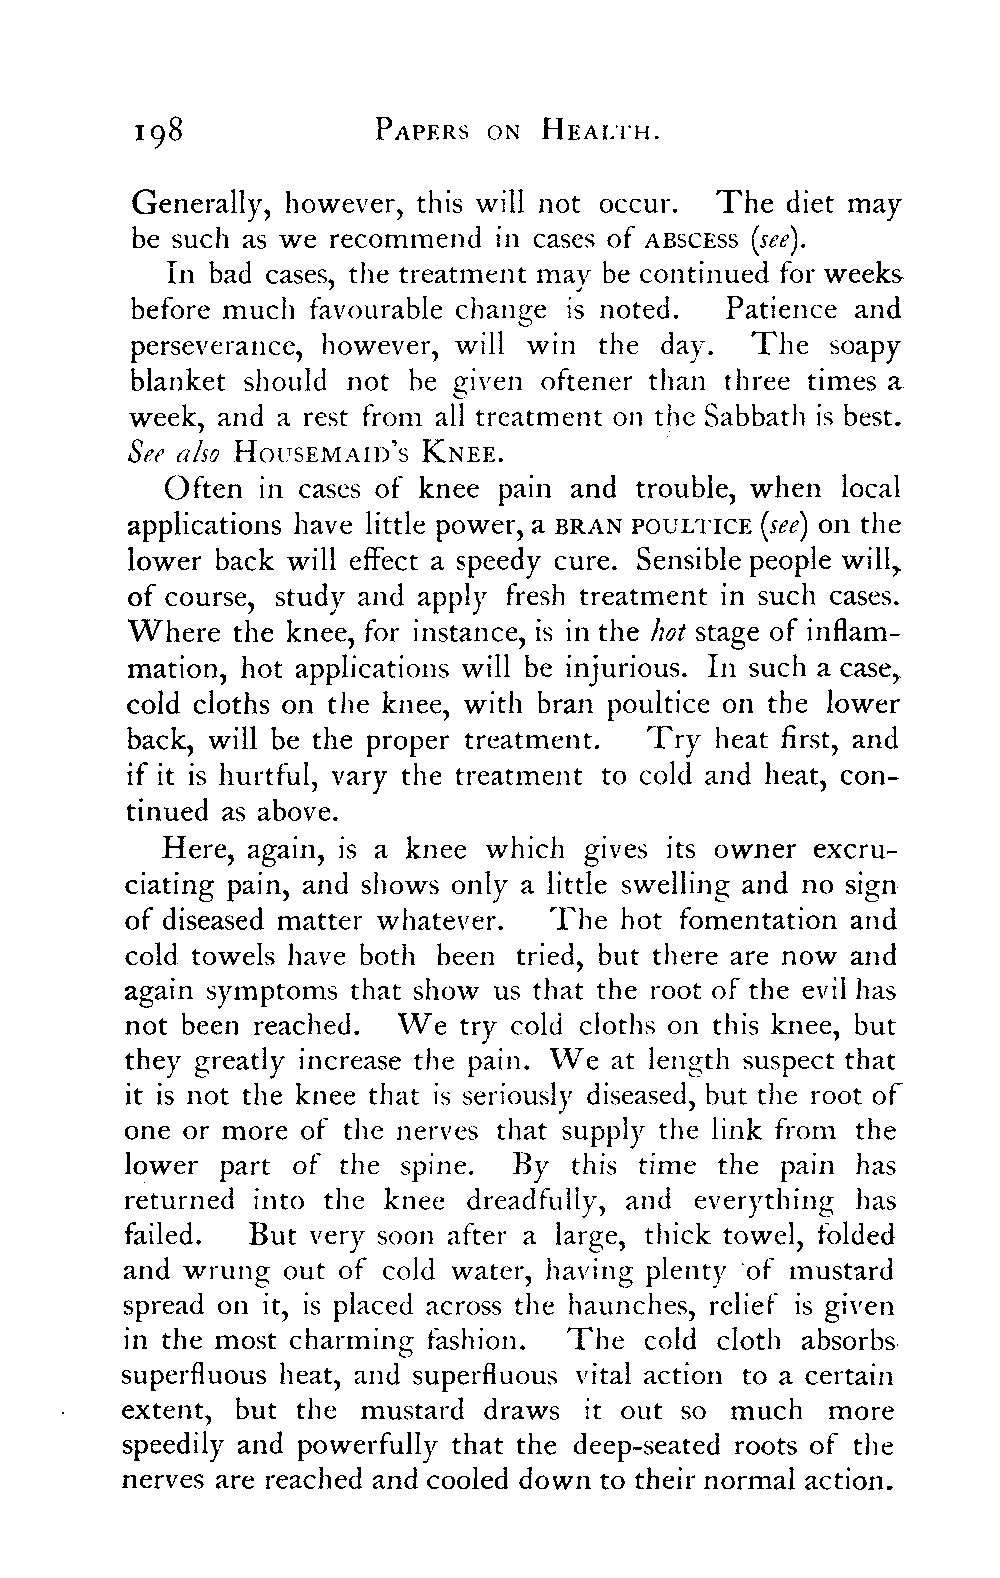 198 PAPERS ON HEALTH.
Generally, however, this will not occur. The diet may
be such as we recommend in cases of ABSCESS (see).
In bad cases, the treatment may be continued for weeks
before much favourable change is noted. Patience and
perseverance, however, will win the day. The soapy
blanket should not be given oftener than three times a
week, and a rest from all treatment on the Sabbath is best.
See also HOUSEMAID'S KNEE.
Often in cases of knee pain and trouble, when local
applications have little power, a BRAN POULTICE (see) on the
lower back will effect a speedy cure. Sensible people will,
of course, study and apply fresh treatment in such cases.
Where the knee, for instance, is in the hot stage of inflam-
mation, hot applications will be injurious. In such a case,
cold cloths on the knee, with bran poultice on the lower
back, will be the proper treatment. Try heat first, and
if it is hurtful, vary the treatment to cold and heat, con-
tinued as above.
Here, again, is a knee which gives its owner excru-
ciating pain, and shows only a little swelling and no sign
of diseased matter whatever. The hot fomentation and
cold towels have both been tried, but there are now and
again symptoms that show us that the root of the evil has
not been reached. We try cold cloths on this knee, but
they greatly increase the pain. We at length suspect that
it is not the knee that is seriously diseased, but the root of
one or more of the nerves that supply the link from the
lower part of the spine. By this time the pain has
returned into the knee dreadfully, and everything has
failed. But very soon after a large, thick towel, folded
and wrung out of cold water, having plenty of mustard
spread on it, is placed across the haunches, relief is given
in the most charming fashion. The cold cloth absorbs
superfluous heat, and superfluous vital action to a certain
extent, but the mustard draws it out so much more
speedily and powerfully that the deep-seated roots of the
nerves are reached and cooled down to their normal action.